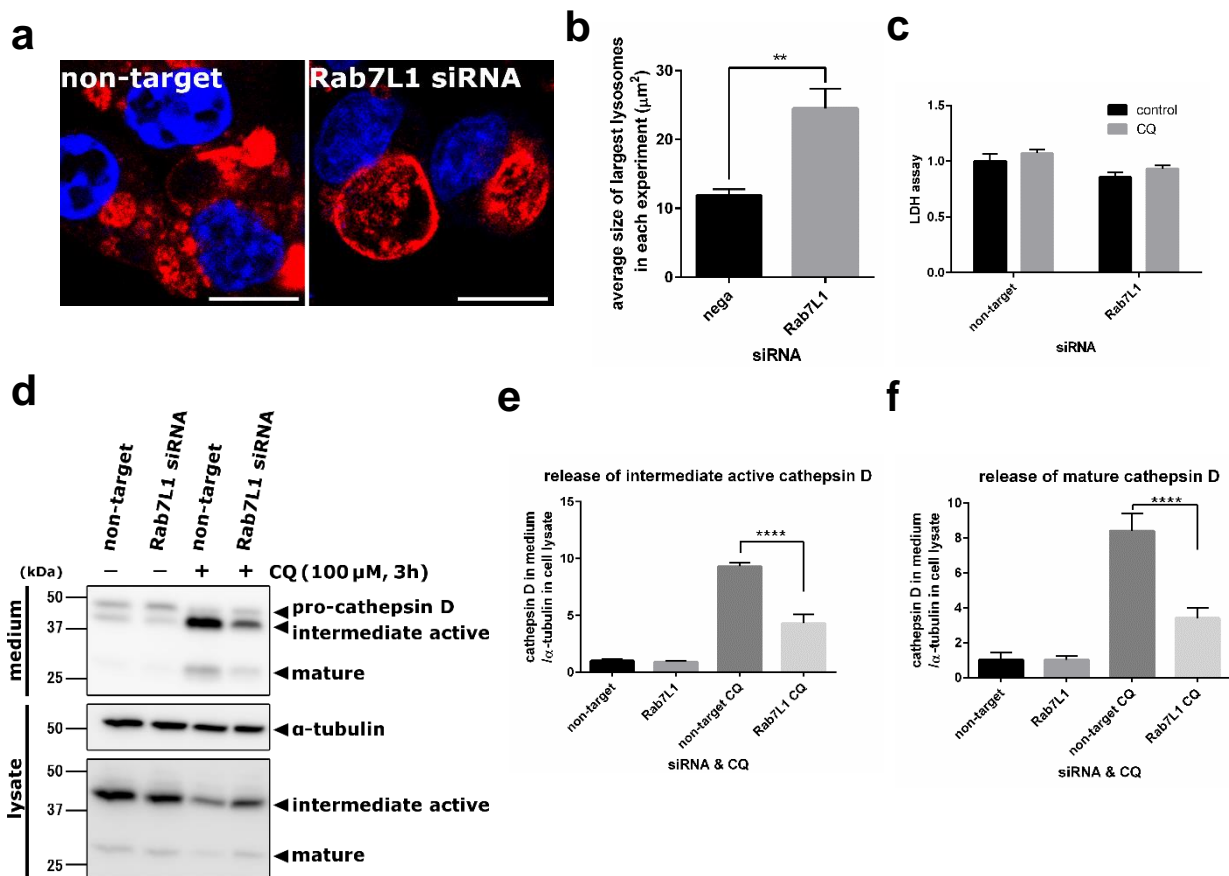 a
non-target
Rab7L1 siRNA
b
average size of largest lysosomes
in each experiment (μm²)
30
20
10
0
**
nega
Rab7L1
siRNA
c
LDH assay
1.5
1.0
0.5
0.0
control
CQ
non-target
Rab7L1
siRNA
d
non-target
Rab7L1 siRNA
non-target
Rab7L1 siRNA
(kDa) − − + + CQ (100 μM, 3h)
medium
50
37
25
pro-cathepsin D
intermediate active
mature
50
α-tubulin
lysate
50
37
25
intermediate active
mature
e
release of intermediate active cathepsin D
cathepsin D in medium
/α-tubulin in cell lysate
15
10
5
0
****
non-target
Rab7L1
non-target CQ
Rab7L1 CQ
siRNA & CQ
f
release of mature cathepsin D
cathepsin D in medium
/α-tubulin in cell lysate
10
8
6
4
2
0
****
non-target
Rab7L1
non-target CQ
Rab7L1 CQ
siRNA & CQ